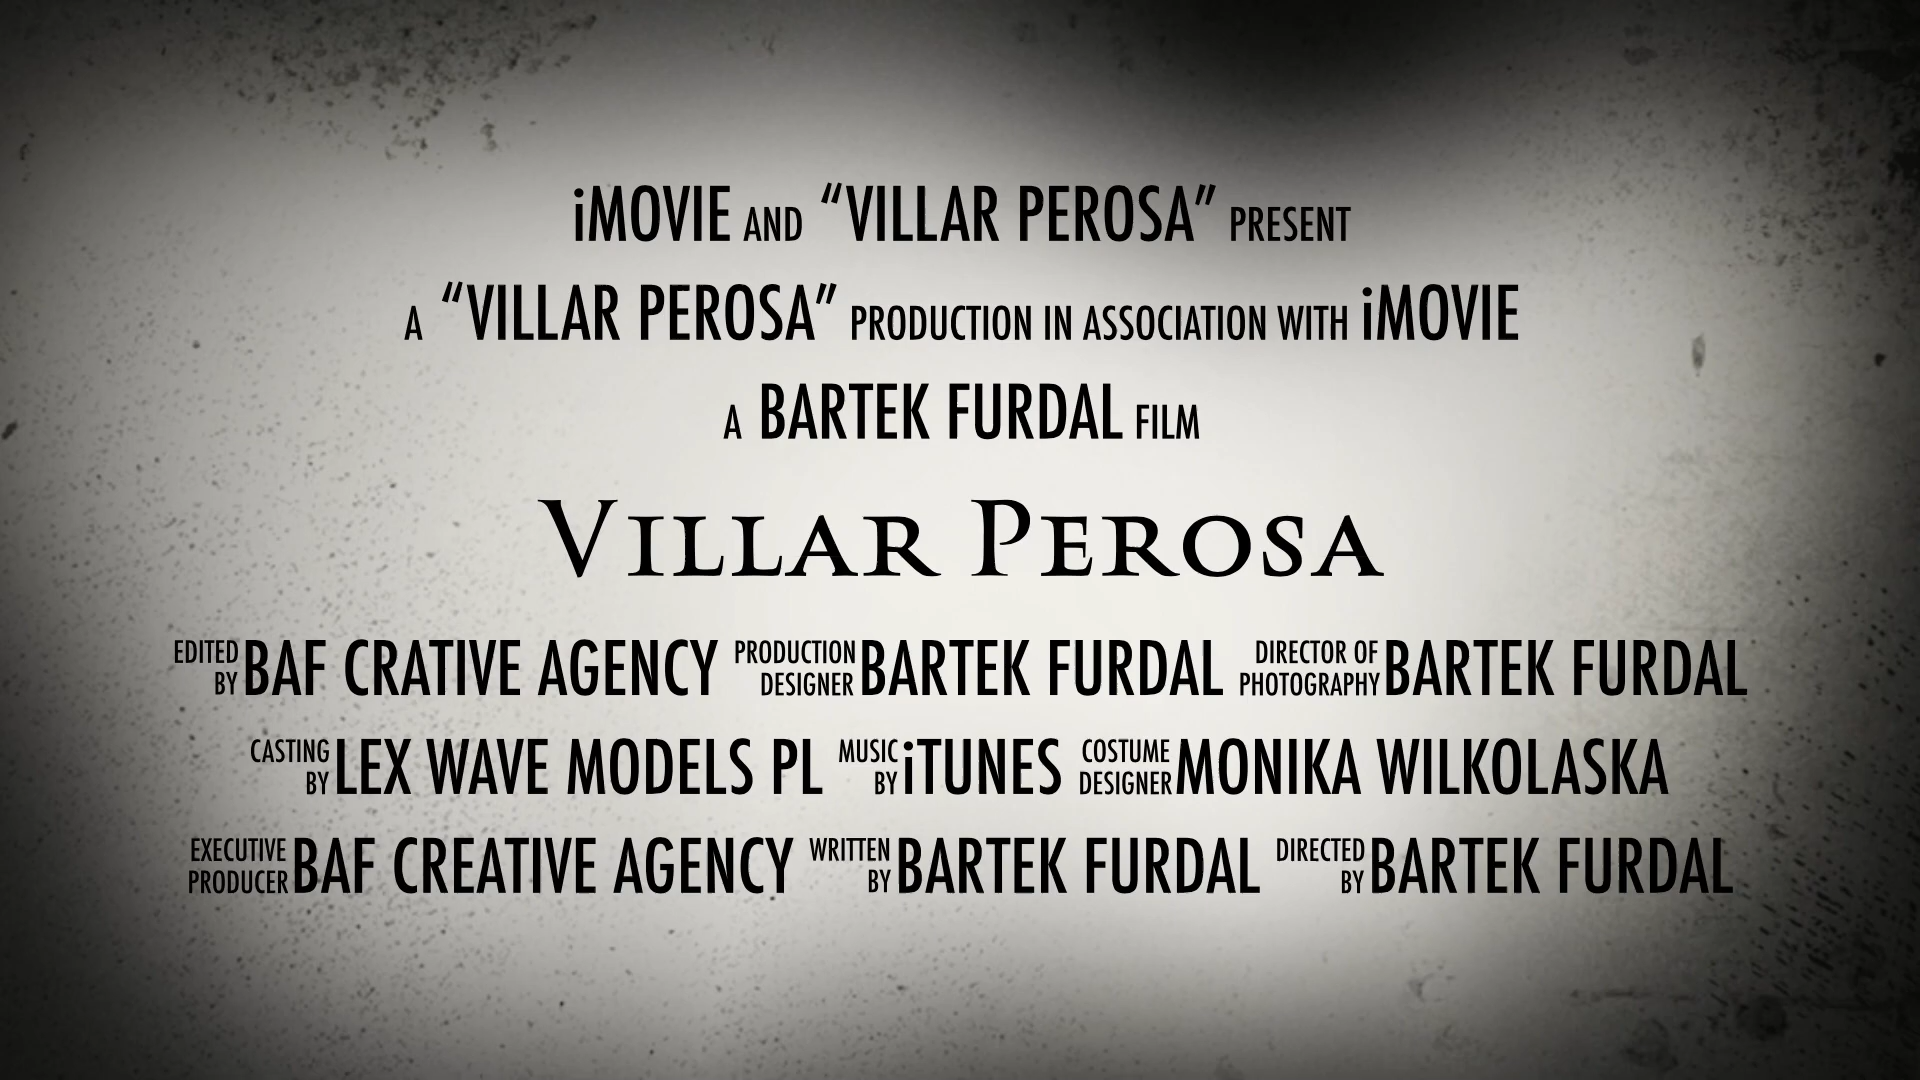 iMOVIE AND “VILLAR PEROSA” PRESENT
A “VILLAR PEROSA” PRODUCTION IN ASSOCIATION WITH iMOVIE
A BARTEK FURDAL FILM
VILLAR PEROSA
EDITED BY BAF CRATIVE AGENCY PRODUCTION DESIGNER BARTEK FURDAL DIRECTOR OF PHOTOGRAPHY BARTEK FURDAL
CASTING BY LEX WAVE MODELS PL MUSIC BY iTUNES COSTUME DESIGNER MONIKA WILKOLASKA
EXECUTIVE PRODUCER BAF CREATIVE AGENCY WRITTEN BY BARTEK FURDAL DIRECTED BY BARTEK FURDAL